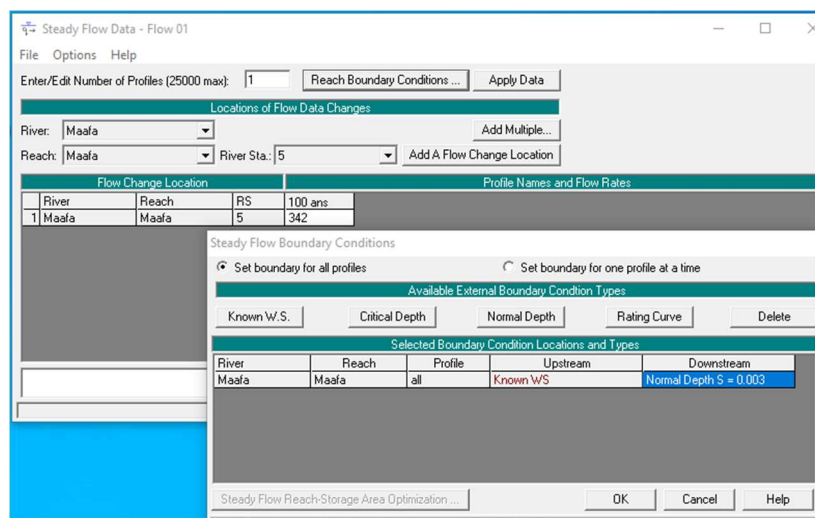 Steady Flow Data - Flow 01
File Options Help
Enter/Edit Number of Profiles (25000 max): 1 Reach Boundary Conditions ... Apply Data
Locations of Flow Data Changes
River: Maafa Add Multiple...
Reach: Maafa River Sta.: 5 Add A Flow Change Location
Flow Change Location Profile Names and Flow Rates
River Reach RS 100 ans
1 Maafa Maafa 5 342
Steady Flow Boundary Conditions
Set boundary for all profiles Set boundary for one profile at a time
Available External Boundary Condtion Types
Known W.S. Critical Depth Normal Depth Rating Curve Delete
Selected Boundary Condition Locations and Types
River Reach Profile Upstream Downstream
Maafa Maafa all Known WS Normal Depth S = 0.003
Steady Flow Reach-Storage Area Optimization ... OK Cancel Help